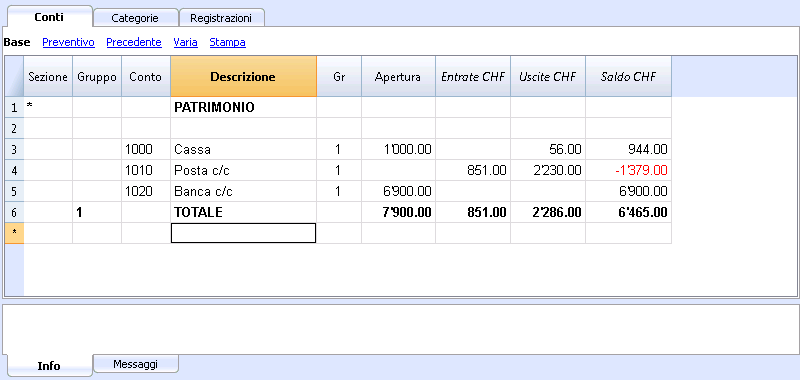 Conti Categorie Registrazioni
Base Preventivo Precedente Varia Stampa
Sezione Gruppo Conto Descrizione Gr Apertura Entrate CHF Uscite CHF Saldo CHF
1 * PATRIMONIO
2
3 1000 Cassa 1 1'000.00 56.00 944.00
4 1010 Posta c/c 1 851.00 2'230.00 -1'379.00
5 1020 Banca c/c 1 6'900.00 6'900.00
6 1 TOTALE 7'900.00 851.00 2'286.00 6'465.00
*
Info Messaggi